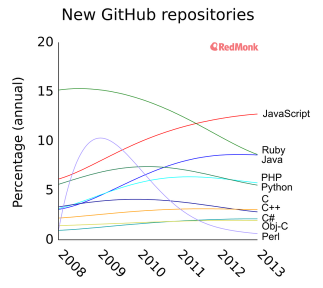 New GitHub repositories
RedMonk
Percentage (annual)
20
15
10
5
0
JavaScript
Ruby
Java
PHP
Python
C
C++
C#
Obj-C
Perl
2008
2009
2010
2011
2012
2013